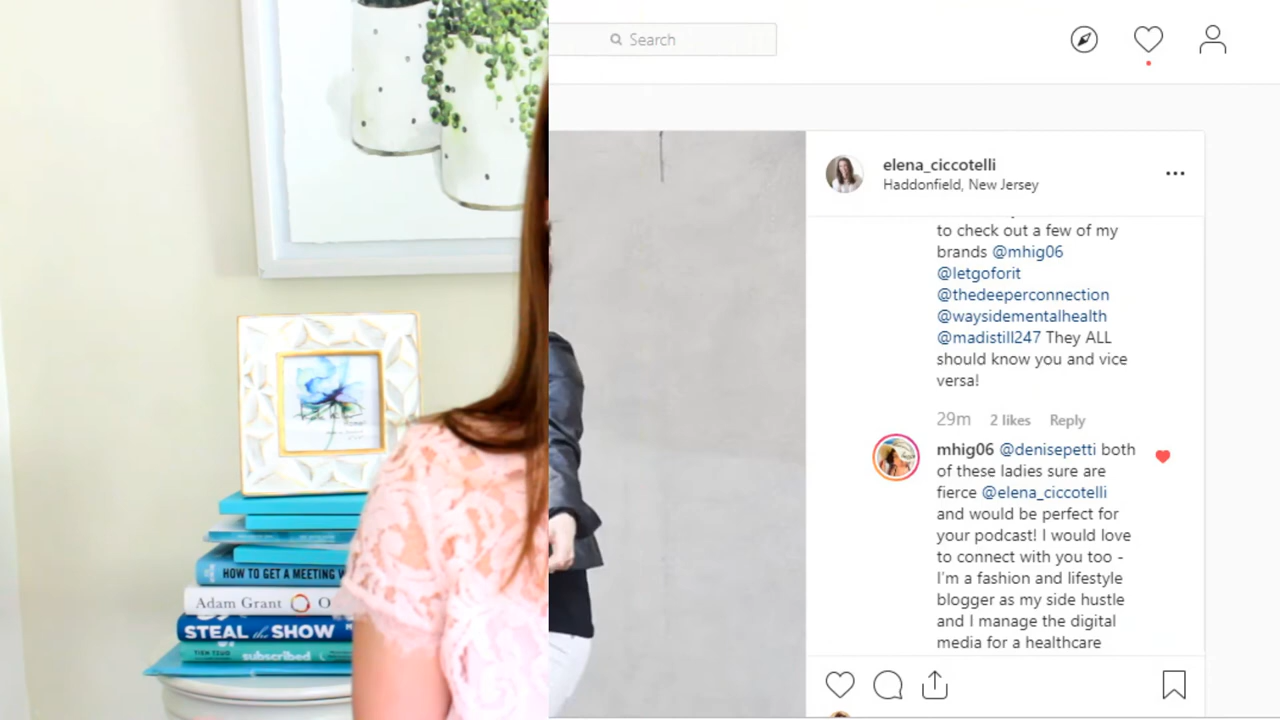 HOW TO GET A MEETING W
Adam Grant O
STEAL the SHOW
TIEN TZUO
subscribed
Search
elena_ciccotelli
Haddonfield, New Jersey
to check out a few of my
brands @mhig06
@letgoforit
@thedeeperconnection
@waysidementalhealth
@madistill247 They ALL
should know you and vice
versa!
29m 2 likes Reply
mhig06 @denisepetti both
of these ladies sure are
fierce @elena_ciccotelli
and would be perfect for
your podcast! I would love
to connect with you too -
I'm a fashion and lifestyle
blogger as my side hustle
and I manage the digital
media for a healthcare